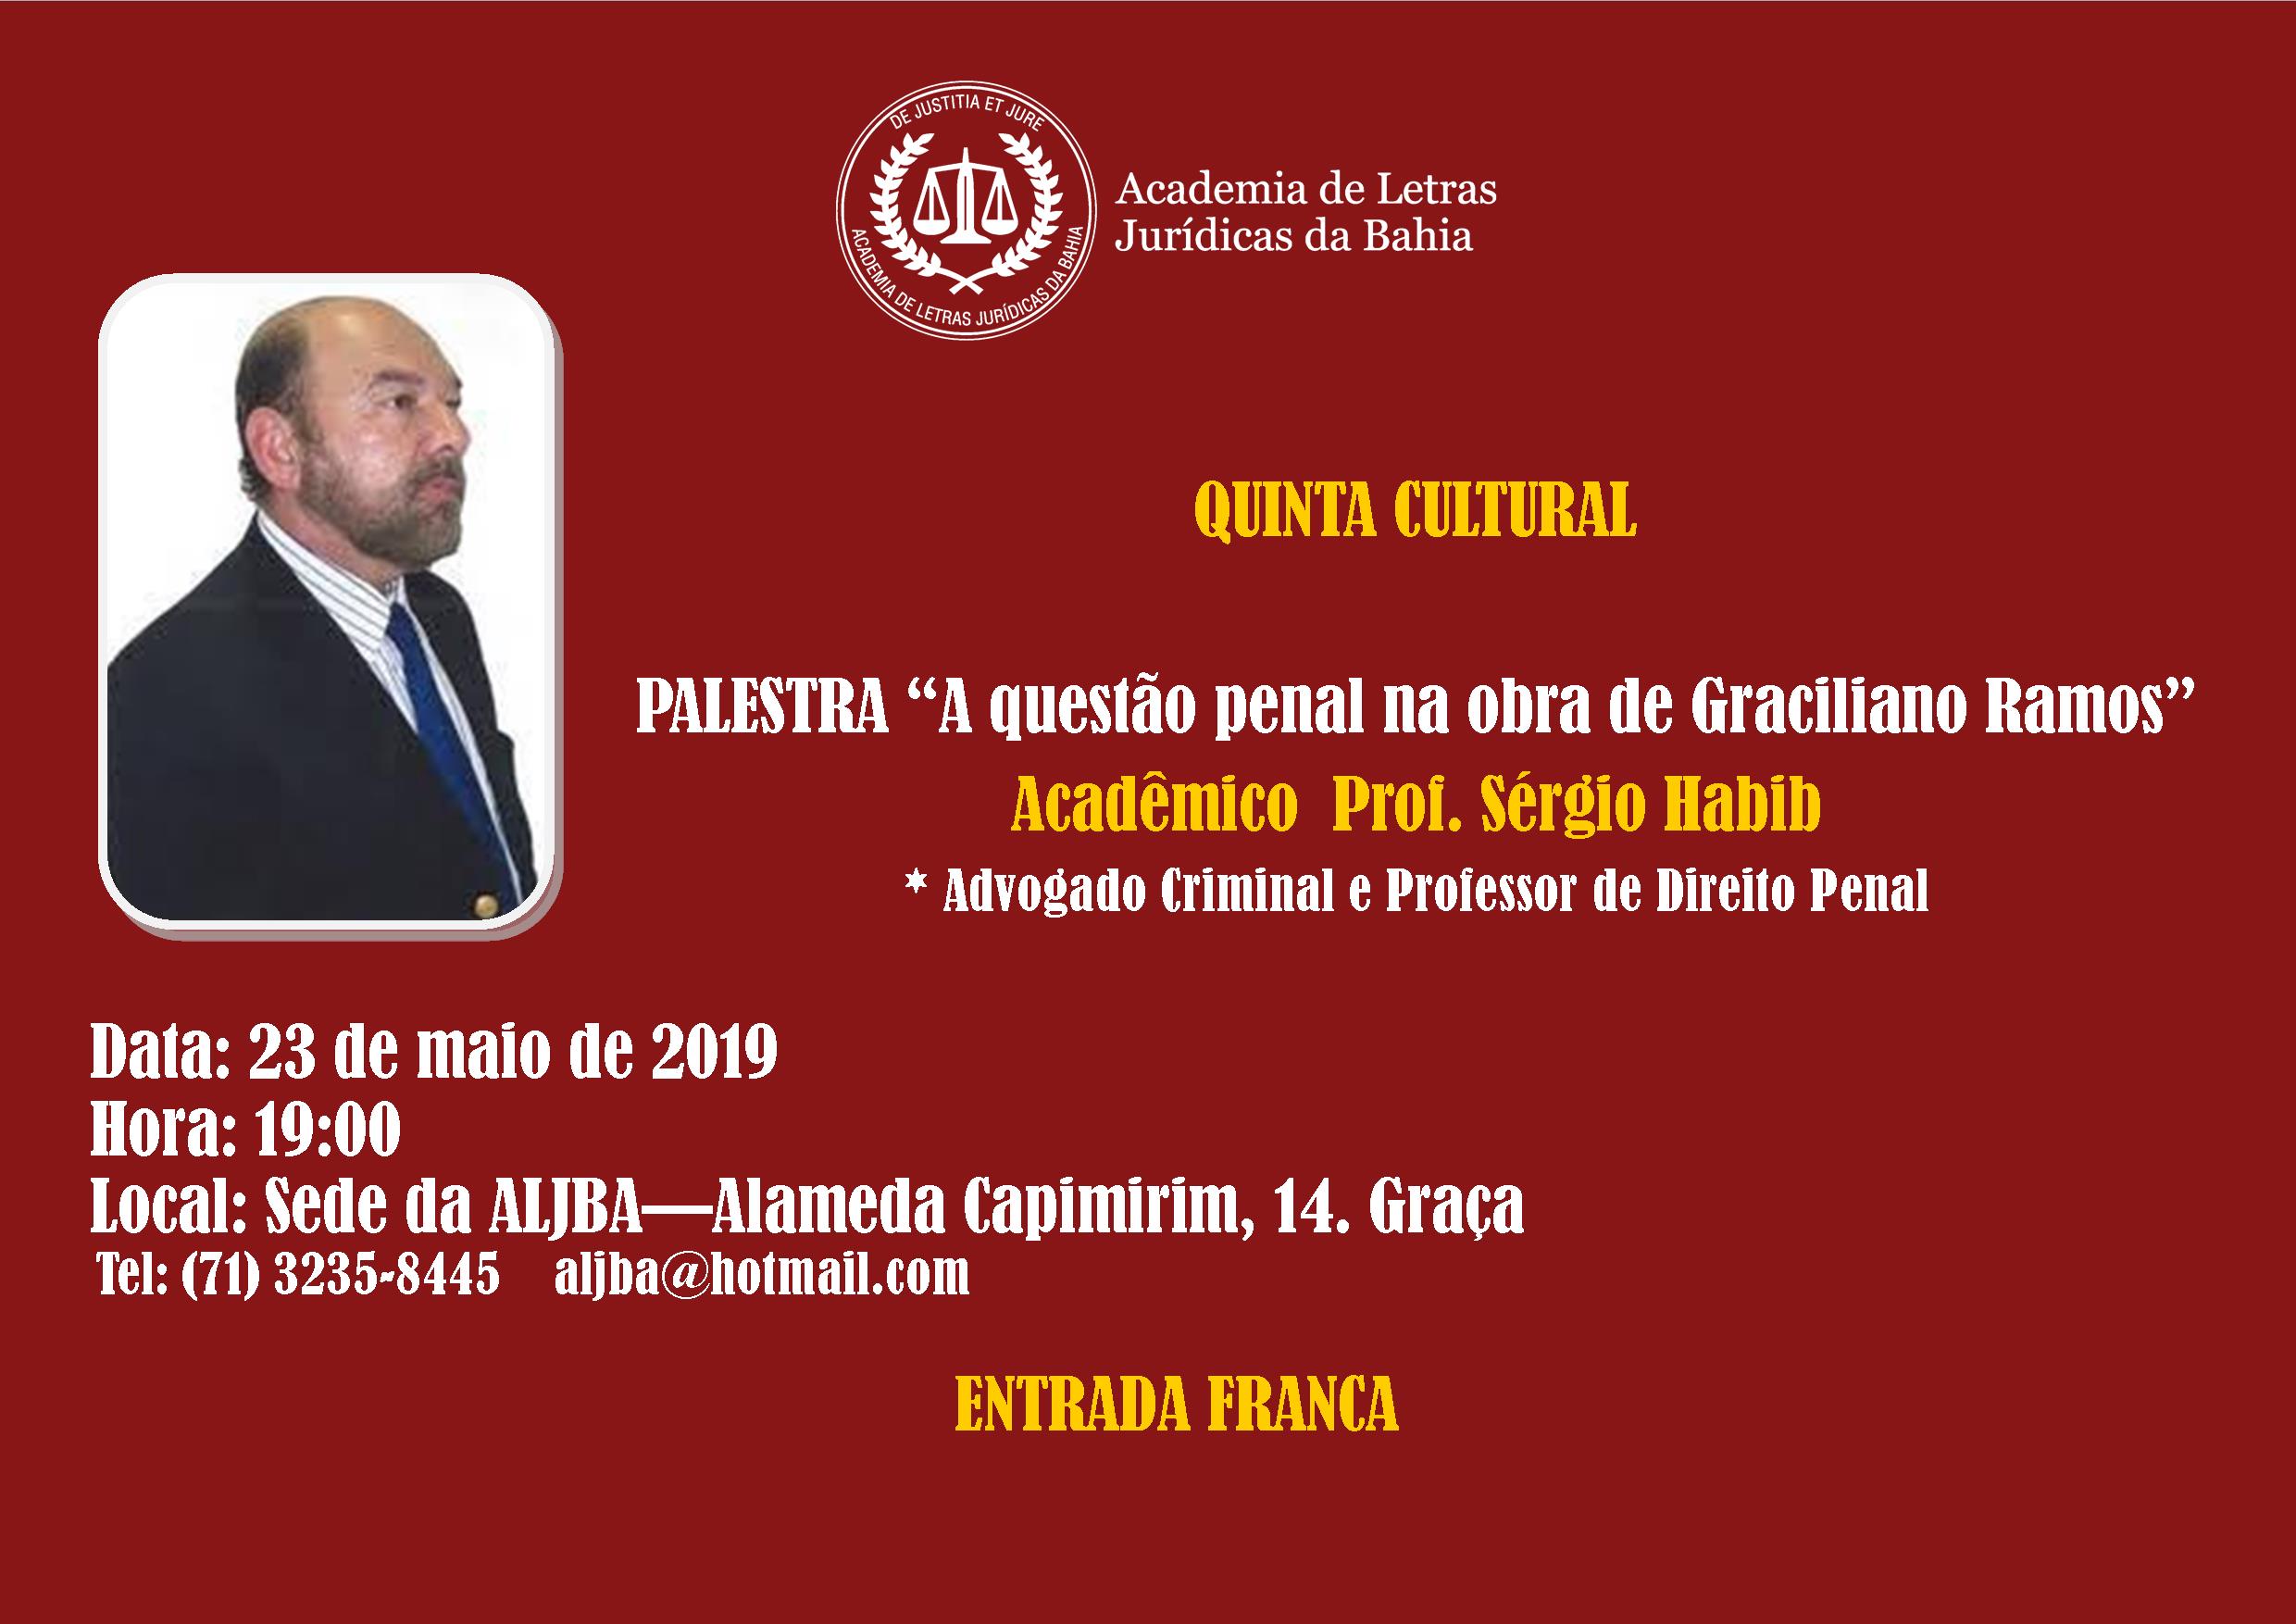 DE JUSTITIA ET JURE
ACADEMIA DE LETRAS JURÍDICAS DA BAHIA
Academia de Letras
Jurídicas da Bahia
QUINTA CULTURAL
PALESTRA “A questão penal na obra de Graciliano Ramos”
Acadêmico Prof. Sérgio Habib
* Advogado Criminal e Professor de Direito Penal
Data: 23 de maio de 2019
Hora: 19:00
Local: Sede da ALJBA—Alameda Capimirim, 14. Graça
Tel: (71) 3235-8445 aljba@hotmail.com
ENTRADA FRANCA